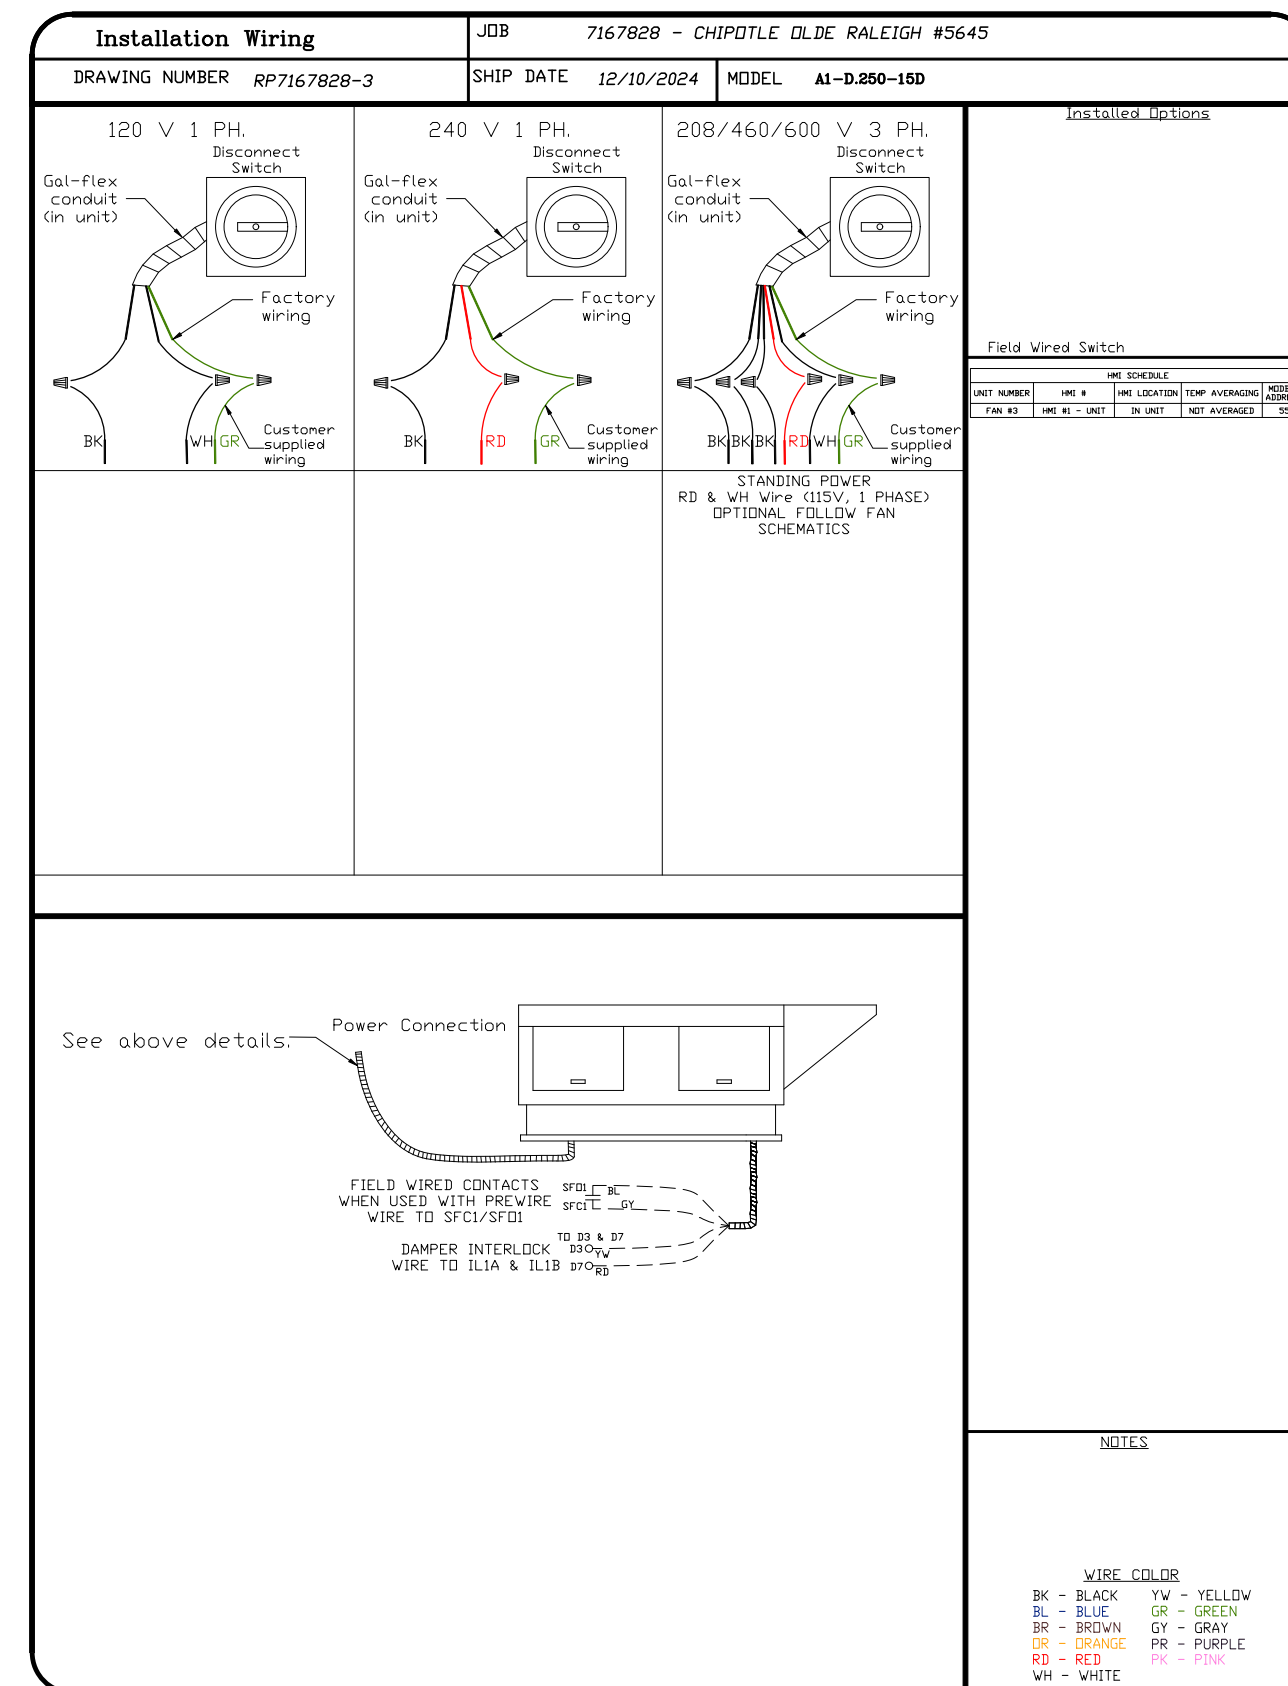 Installation Wiring
JOB 7167828 - CHIPOTLE OLDE RALEIGH #5645
DRAWING NUMBER RP7167828-3
SHIP DATE 12/10/2024
MODEL A1-D.250-15D
120 V 1 PH.
Disconnect
Switch
Gal-flex
conduit
(in unit)
Factory
wiring
BK
WH
GR
Customer
supplied
wiring
240 V 1 PH.
Disconnect
Switch
Gal-flex
conduit
(in unit)
Factory
wiring
BK
RD
GR
Customer
supplied
wiring
208/460/600 V 3 PH.
Disconnect
Switch
Gal-flex
conduit
(in unit)
Factory
wiring
BK
BK
BK
RD
WH
GR
Customer
supplied
wiring
STANDING POWER
RD & WH Wire (115V, 1 PHASE)
OPTIONAL FOLLOW FAN
SCHEMATICS
Installed Options
Field Wired Switch
HMI SCHEDULE
UNIT NUMBER HMI # HMI LOCATION TEMP AVERAGING
FAN #3 HMI #1 - UNIT IN UNIT NOT AVERAGED 55
See above details.
Power Connection
FIELD WIRED CONTACTS
WHEN USED WITH PREWIRE
WIRE TO SFC1/SFO1
SFO1
BL
SFC1
GY
TO D3 & D7
DAMPER INTERLOCK
WIRE TO IL1A & IL1B
D3
YW
D7
RD
NOTES
WIRE COLOR
BK - BLACK YW - YELLOW
BL - BLUE GR - GREEN
BR - BROWN GY - GRAY
OR - ORANGE PR - PURPLE
RD - RED PK - PINK
WH - WHITE